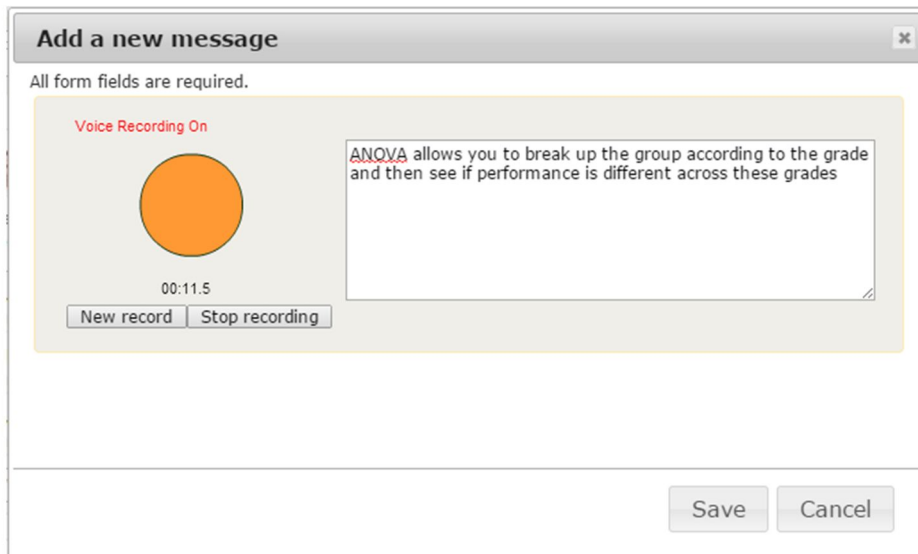 Add a new message
All form fields are required.
Voice Recording On
ANOVA allows you to break up the group according to the grade
and then see if performance is different across these grades
00:11.5
New record Stop recording
Save Cancel